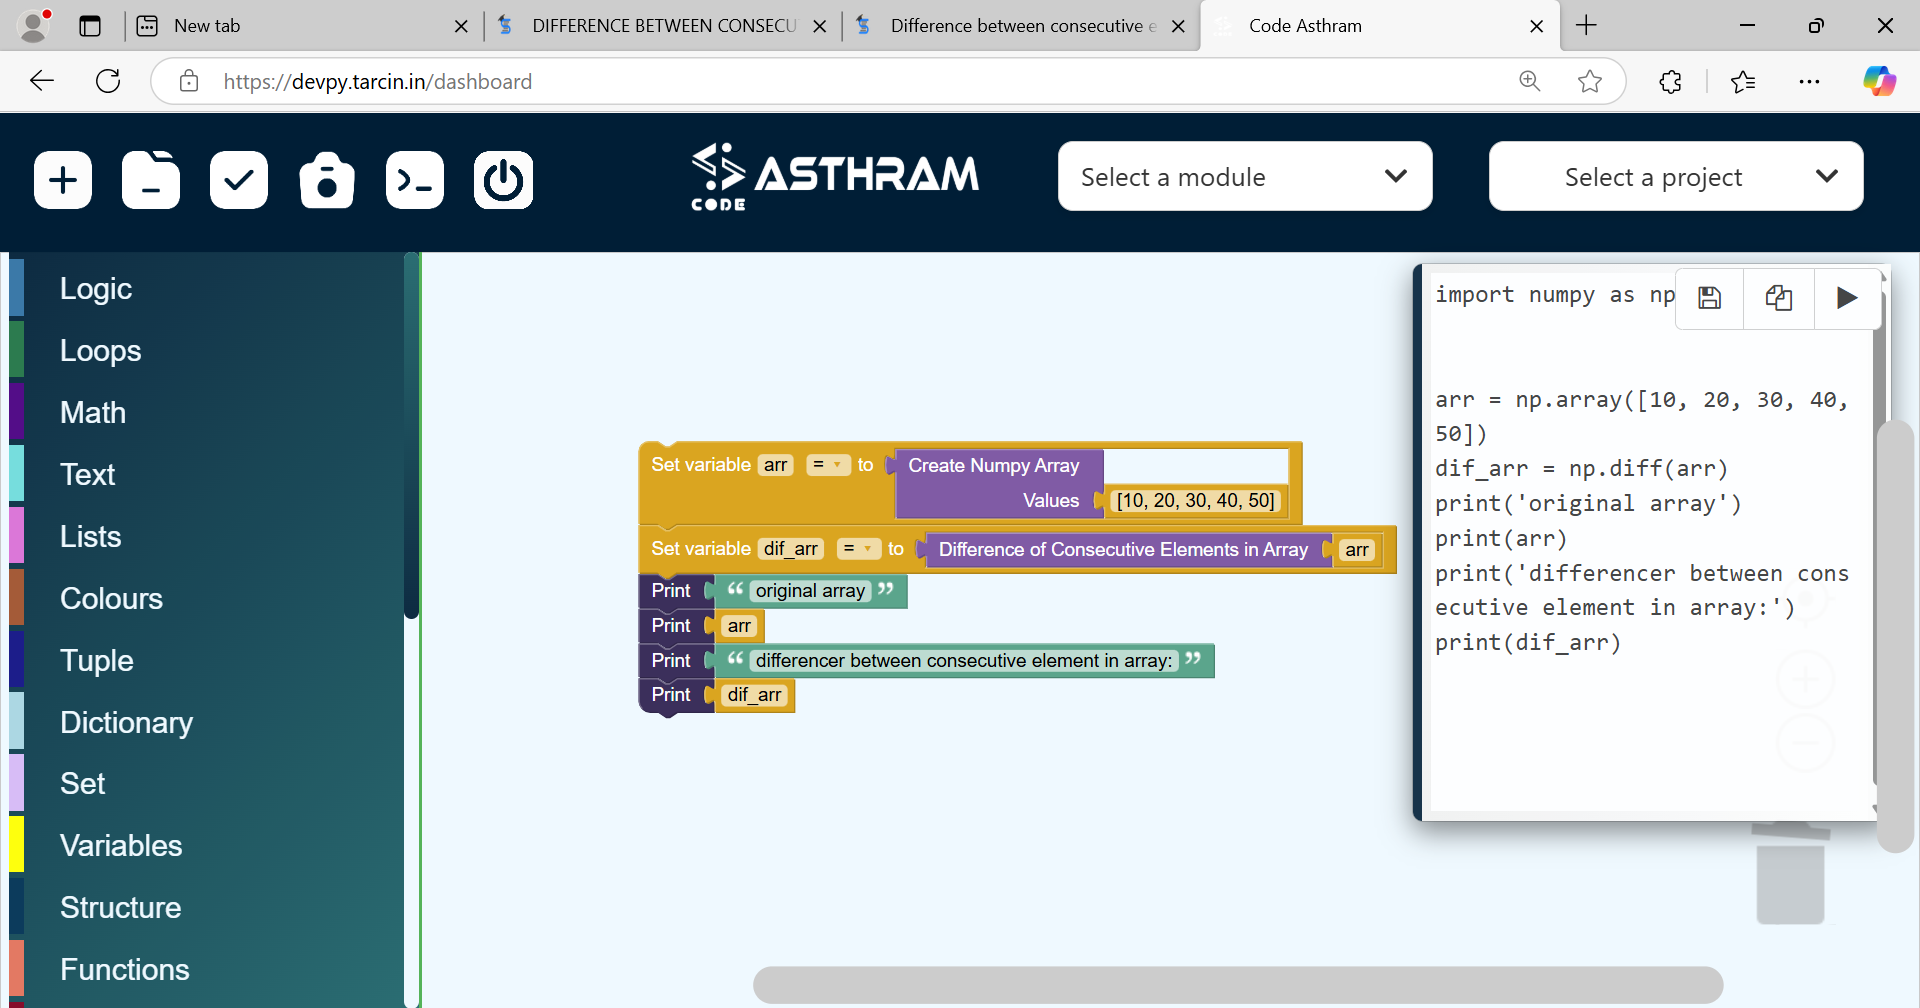 New tab
DIFFERENCE BETWEEN CONSECU
Difference between consecutive e
Code Asthram
https://devpy.tarcin.in/dashboard
CODE ASTHRAM
Select a module
Select a project
Logic
Loops
Math
Text
Lists
Colours
Tuple
Dictionary
Set
Variables
Structure
Functions
Set variable arr = to Create Numpy Array
Values [10, 20, 30, 40, 50]
Set variable dif_arr = to Difference of Consecutive Elements in Array arr
Print “ original array ”
Print arr
Print “ differencer between consecutive element in array: ”
Print dif_arr
import numpy as np
arr = np.array([10, 20, 30, 40,
50])
dif_arr = np.diff(arr)
print('original array')
print(arr)
print('differencer between cons
ecutive element in array:')
print(dif_arr)